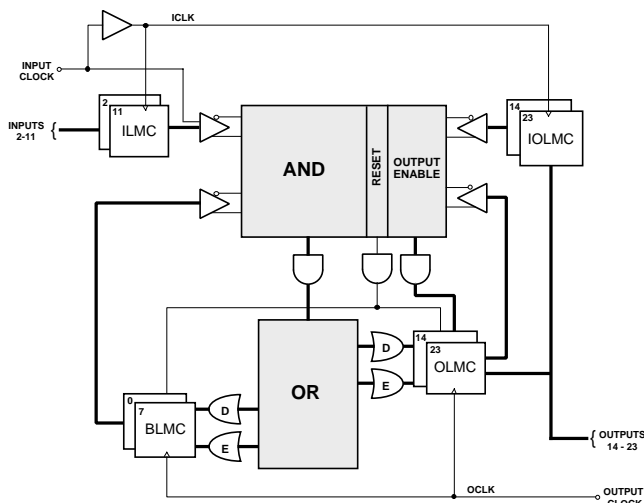 ICLK
INPUT
CLOCK
2
11
ILMC
INPUTS
2-11
{
AND
RESET
OUTPUT
ENABLE
14
23
IOLMC
OR
D
E
14
23
OLMC
0
7
BLMC
D
E
{
OUTPUTS
14 - 23
OCLK
OUTPUT
CLOCK